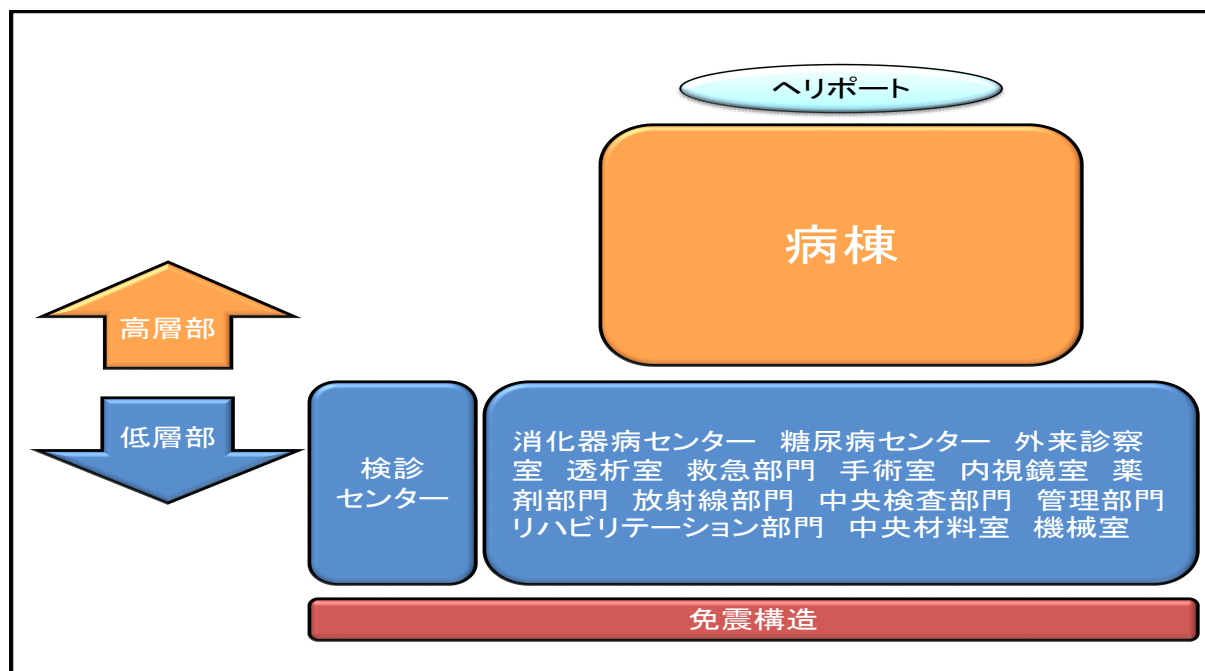 ヘリポート
病棟
高層部
低層部
検診
センター
消化器病センター 糖尿病センター 外来診察
室 透析室 救急部門 手術室 内視鏡室 薬
剤部門 放射線部門 中央検査部門 管理部門
リハビリテーション部門 中央材料室 機械室
免震構造